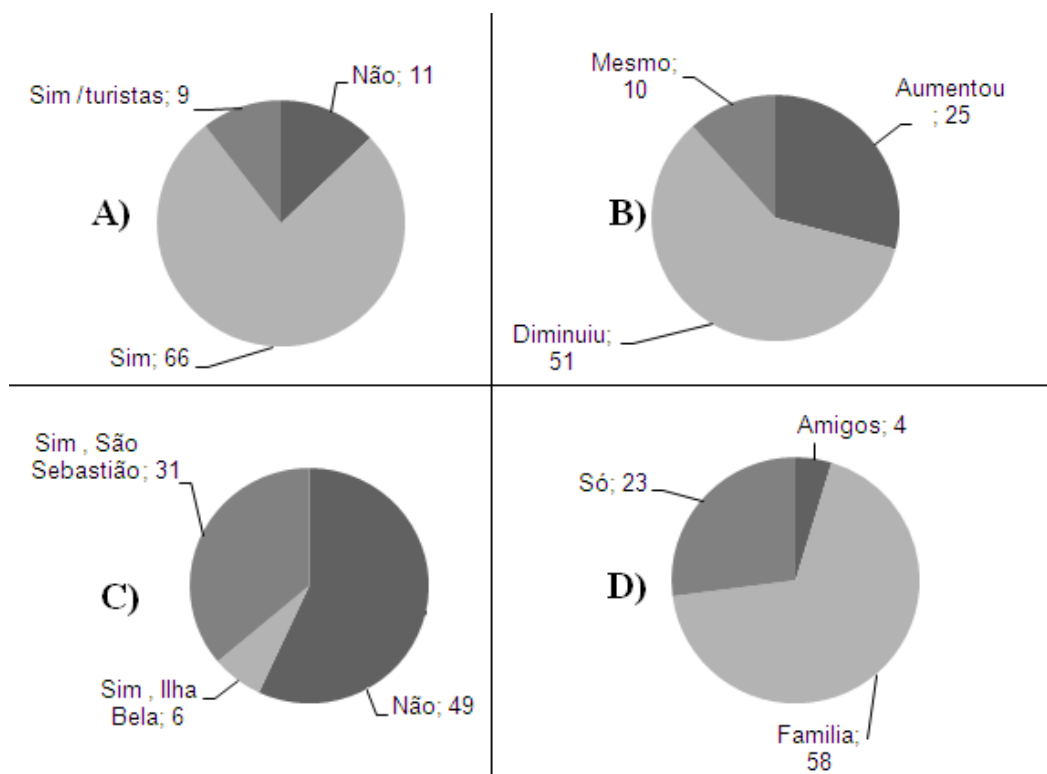 Sim /turistas; 9
Não; 11
A)
Sim; 66
Mesmo;
10
Aumentou
; 25
B)
Diminuiu;
51
Sim , São
Sebastião; 31
C)
Sim , Ilha
Bela; 6
Não; 49
Amigos; 4
Só; 23
D)
Familia;
58